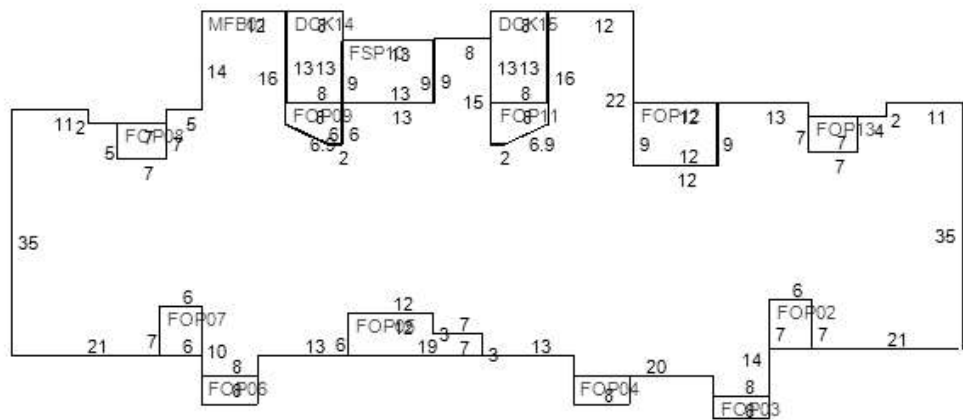 MFB01 12 DCK14 8 DCK15 8 12
FSP10 13 8
14 16 13 13 9 9 9 13 13 16
8 13 15 8 22
FOP09 8 13 FOP11 8 FOP12 12 13 FOP13 2 11
11 2 FOP08 7 5 6 6 7 7 4
5 7 6.9 2 2 6.9 9 12 9 7
7 12
35 35
6 12 6
FOP07 FOP05 12 3 7 FOP02
7 6 19 7 3 7 7
21 6 10 13 13 14 21
8 20
FOP06 8 FOP04 8 8
FOP03 8